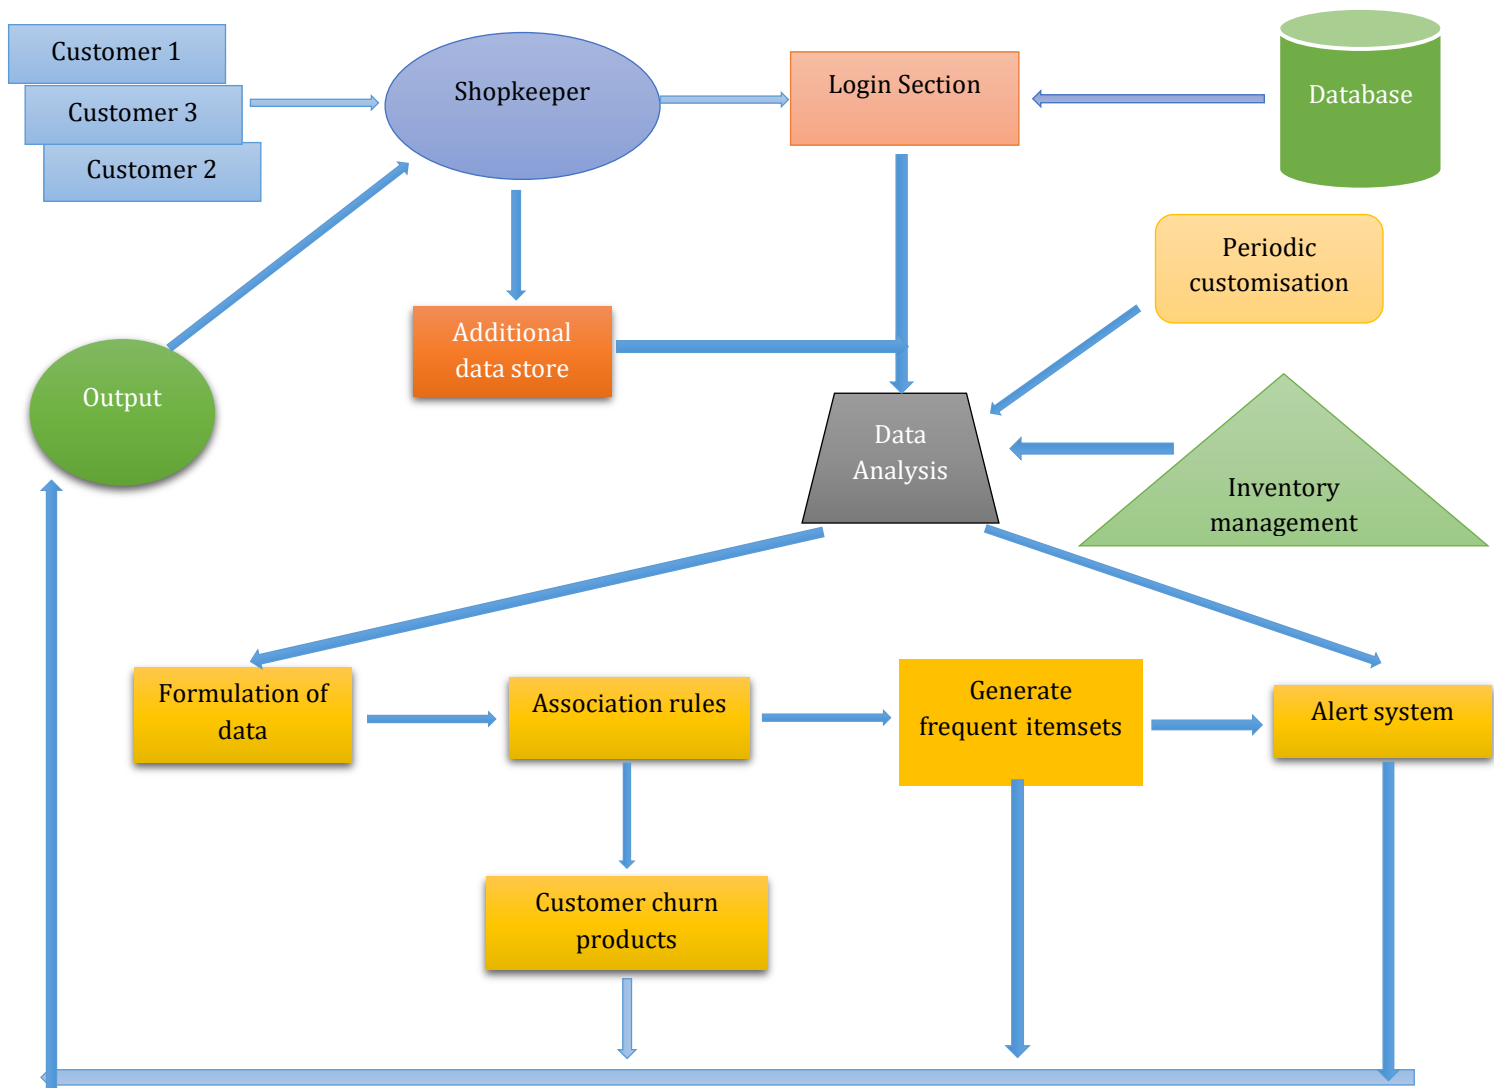 Customer 1
Customer 3
Customer 2
Shopkeeper
Login Section
Database
Periodic
customisation
Additional
data store
Output
Data
Analysis
Inventory
management
Formulation of
data
Association rules
Generate
frequent itemsets
Alert system
Customer churn
products